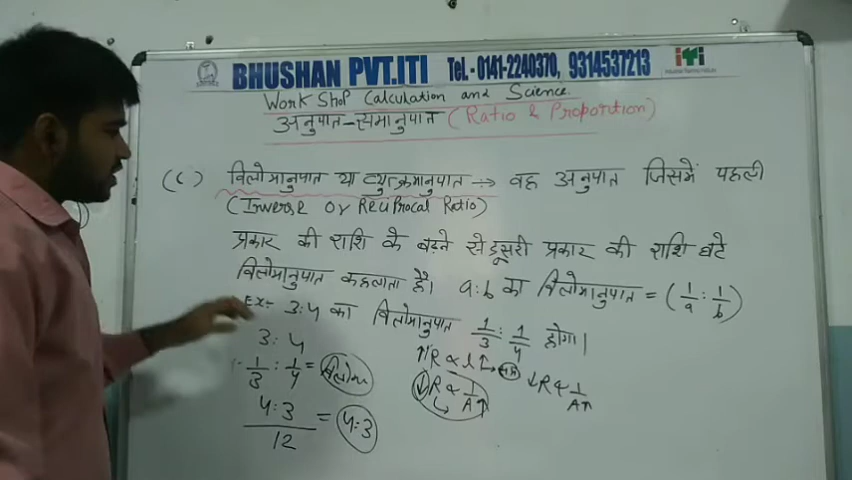 BHUSHAN PVT.ITI Tel.- 0141-2240370, 9314537213
Work Shop Calculation and Science
अनुपात-समानुपात (Ratio & Proportion)
(C) विलोमानुपात या व्युत्क्रमानुपात → वह अनुपात जिसमें पहली
(Inverse or Reciprocal Ratio)
प्रकार की राशि के बढ़ने से दूसरी प्रकार की राशि घटे
विलोमानुपात कहलाता है। a:b का विलोमानुपात = (1/a : 1/b)
Ex- 3:4 का विलोमानुपात 1/3 : 1/4 होगा।
3:4
1/3 : 1/4 = विलोम
4:3/12 = 4:3
↑R ∝ l↑ →
↓R ∝ 1/A↑
↓R ∝ 1/A↑